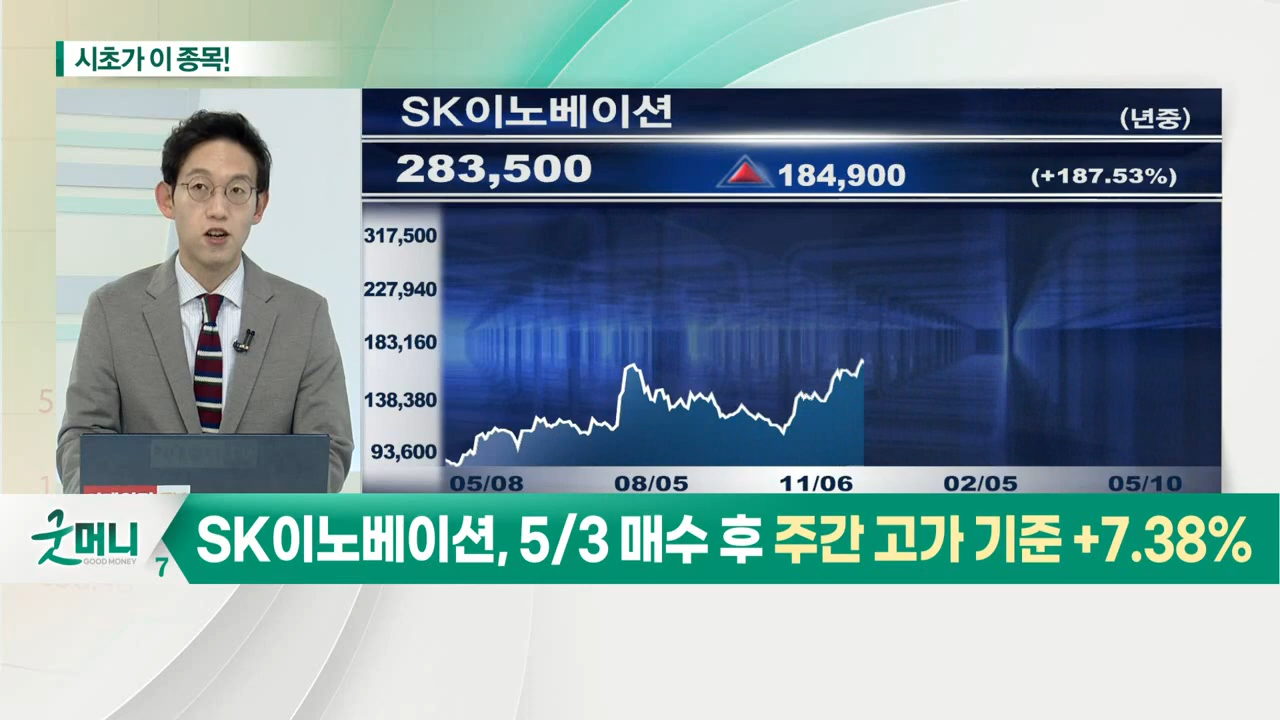 시초가 이 종목!
SK이노베이션 (년중)
283,500 184,900 (+187.53%)
317,500
227,940
183,160
138,380
93,600
05/08 08/05 11/06 02/05 05/10
굿머니
GOOD MONEY
7
SK이노베이션, 5/3 매수 후 주간 고가 기준 +7.38%